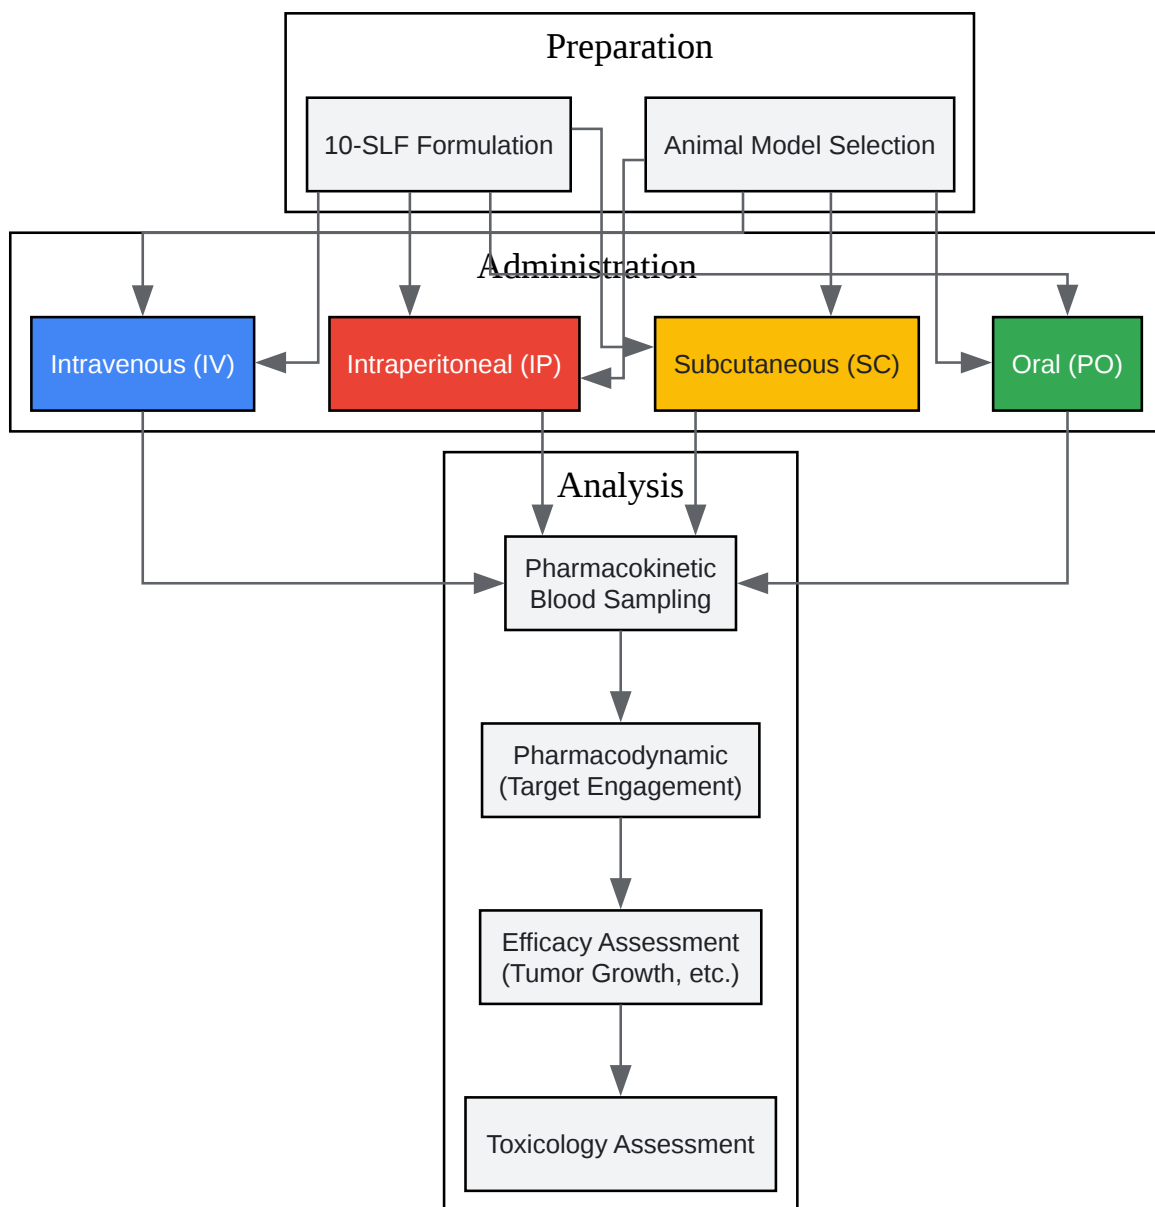 Preparation
10-SLF Formulation
Animal Model Selection
Administration
Intravenous (IV)
Intraperitoneal (IP)
Subcutaneous (SC)
Oral (PO)
Analysis
Pharmacokinetic
Blood Sampling
Pharmacodynamic
(Target Engagement)
Efficacy Assessment
(Tumor Growth, etc.)
Toxicology Assessment